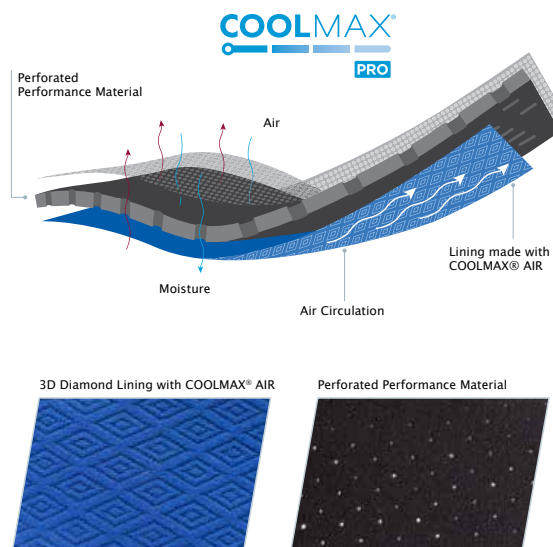 COOLMAX®
PRO
Perforated
Performance Material
Air
Moisture
Lining made with
COOLMAX® AIR
Air Circulation
3D Diamond Lining with COOLMAX® AIR
Perforated Performance Material